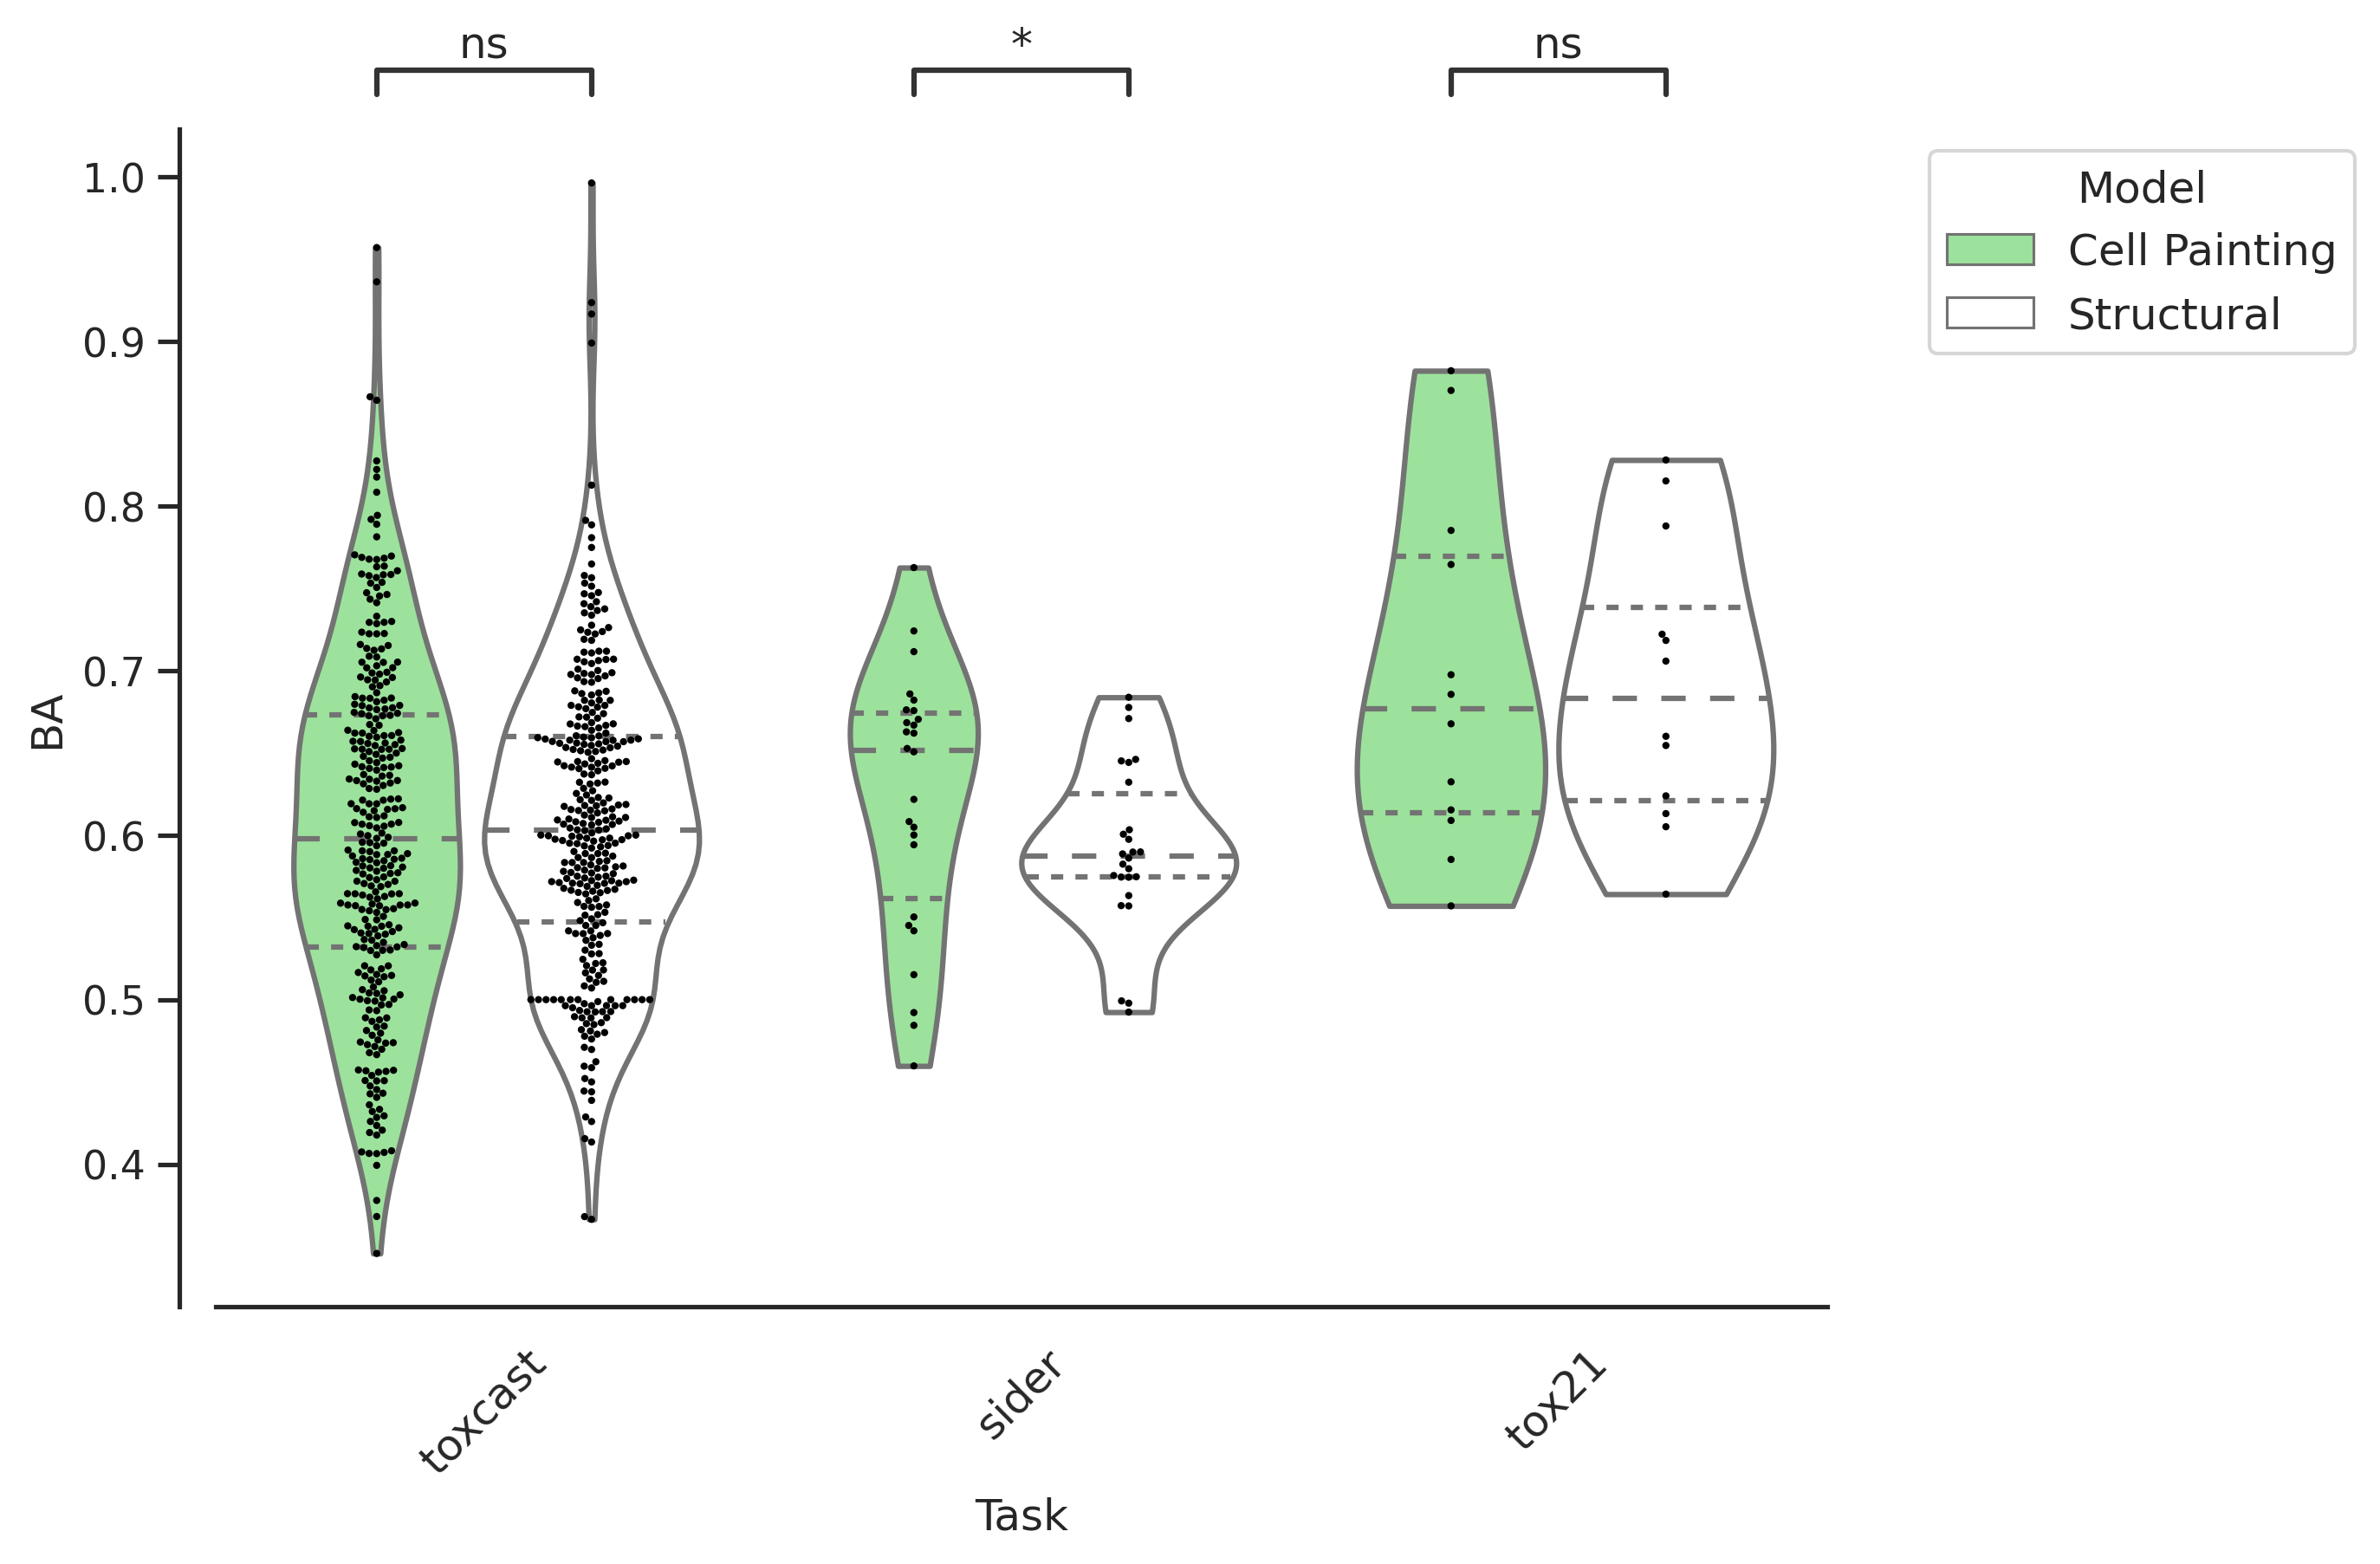 ns
*
ns
1.0
0.9
0.8
0.7
0.6
0.5
0.4
BA
Model
Cell Painting
Structural
toxcast
sider
tox21
Task